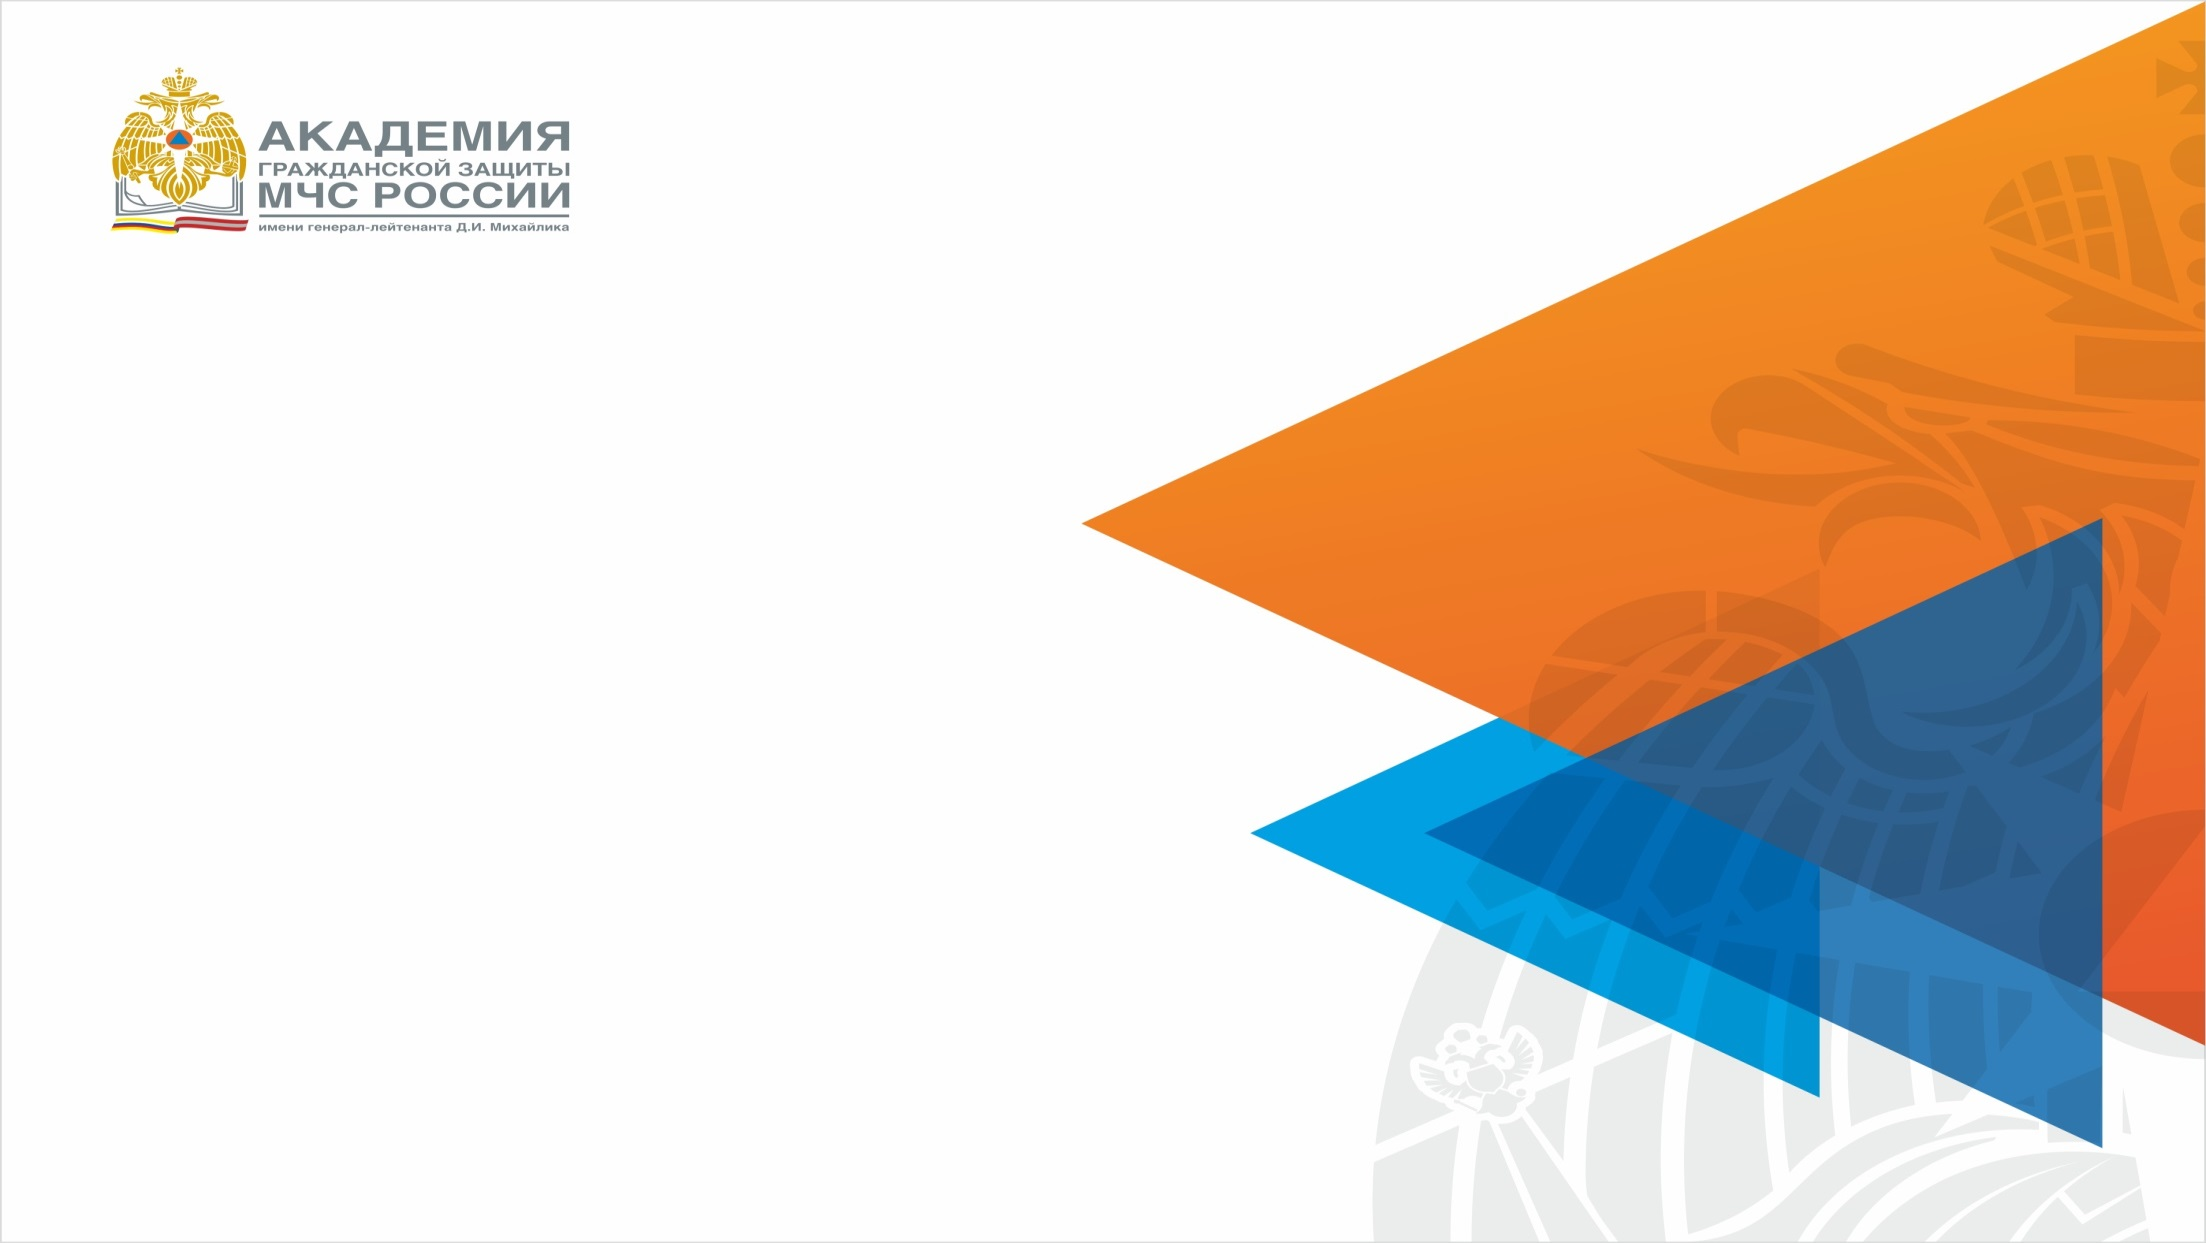 АКАДЕМИЯ
ГРАЖДАНСКОЙ ЗАЩИТЫ
МЧС РОССИИ
имени генерал-лейтенанта Д.И. Михайлика